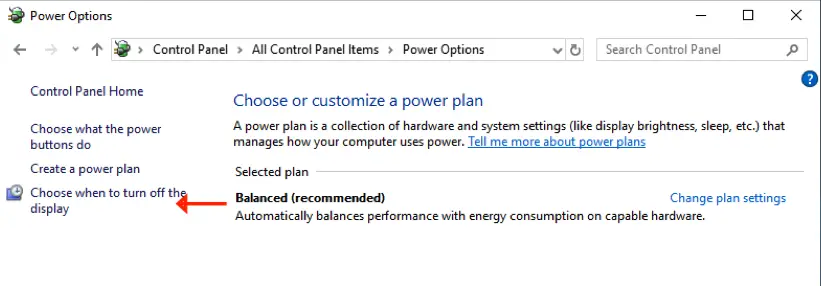 Power Options
Control Panel > All Control Panel Items > Power Options
Search Control Panel
Control Panel Home
Choose what the power
buttons do
Create a power plan
Choose when to turn off the
display
Choose or customize a power plan
A power plan is a collection of hardware and system settings (like display brightness, sleep, etc.) that
manages how your computer uses power. Tell me more about power plans
Selected plan
Balanced (recommended)
Change plan settings
Automatically balances performance with energy consumption on capable hardware.